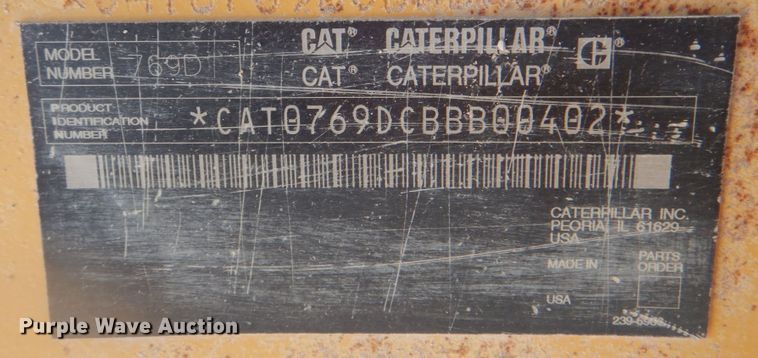 CAT® CATERPILLAR® C®
CAT® CATERPILLAR®
MODEL NUMBER 769D
PRODUCT IDENTIFICATION NUMBER
*CAT0769DCBBB00402*
CATERPILLAR INC.
PEORIA, IL 61629
USA
MADE IN
USA
PARTS ORDER
Purple Wave Auction